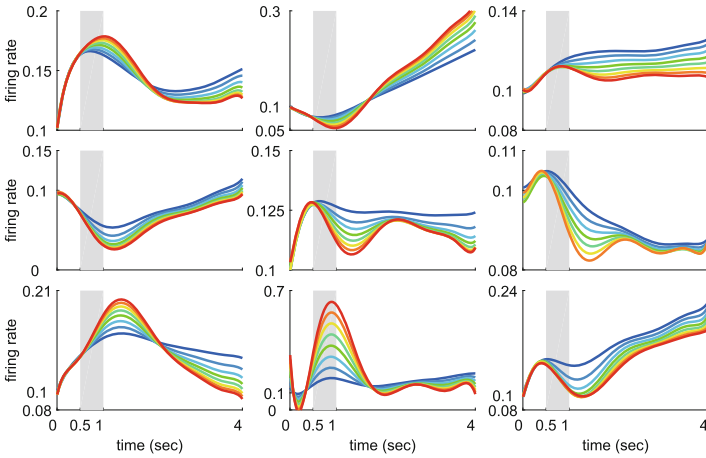 0.2 0.3 0.14
firing rate 0.15 0.1 0.1
0.1 0.05 0.08
0.15 0.15 0.11
firing rate 0.1 0.125
0 0.1 0.08
0.21 0.7 0.24
firing rate 0.1 0.1 0.1
0.08 0 0.08
0 0.5 1 4 0 0.5 1 4 0 0.5 1 4
time (sec) time (sec) time (sec)